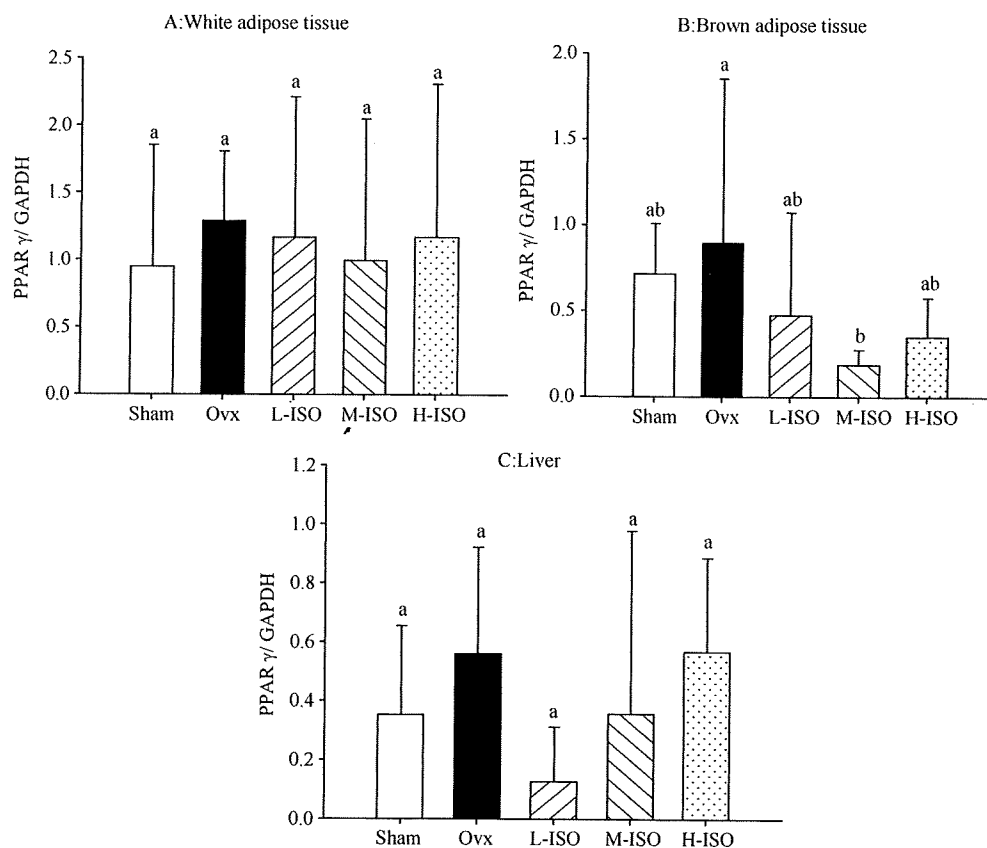 A:White adipose tissue
PPAR γ/ GAPDH
2.5
2.0
1.5
1.0
0.5
0.0
a a a a a
Sham Ovx L-ISO M-ISO H-ISO
B:Brown adipose tissue
PPAR γ/ GAPDH
2.0
1.5
1.0
0.5
0.0
ab a ab b ab
Sham Ovx L-ISO M-ISO H-ISO
C:Liver
PPAR γ/ GAPDH
1.2
1.0
0.8
0.6
0.4
0.2
0.0
a a a a a
Sham Ovx L-ISO M-ISO H-ISO